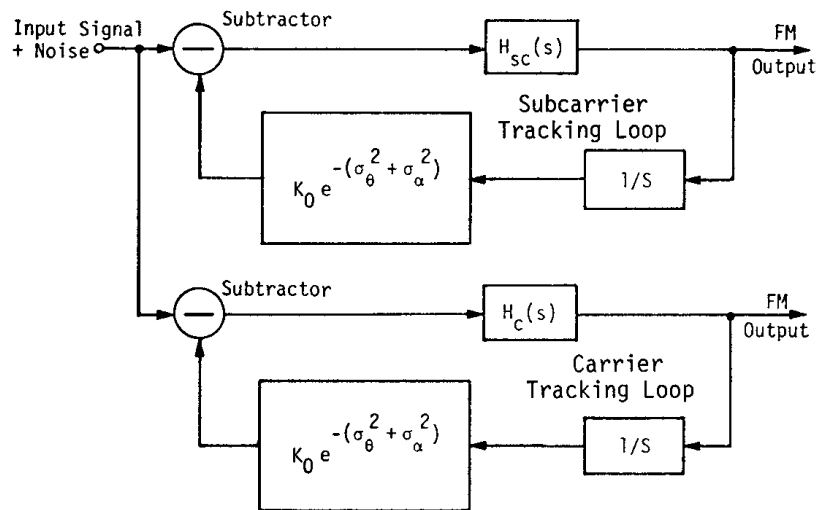 Input Signal
+ Noise
Subtractor
H_sc(s)
FM
Output
Subcarrier
Tracking Loop
K_0 e^-(σ_θ^2 + σ_α^2)
1/S
Subtractor
H_c(s)
FM
Output
Carrier
Tracking Loop
K_0 e^-(σ_θ^2 + σ_α^2)
1/S